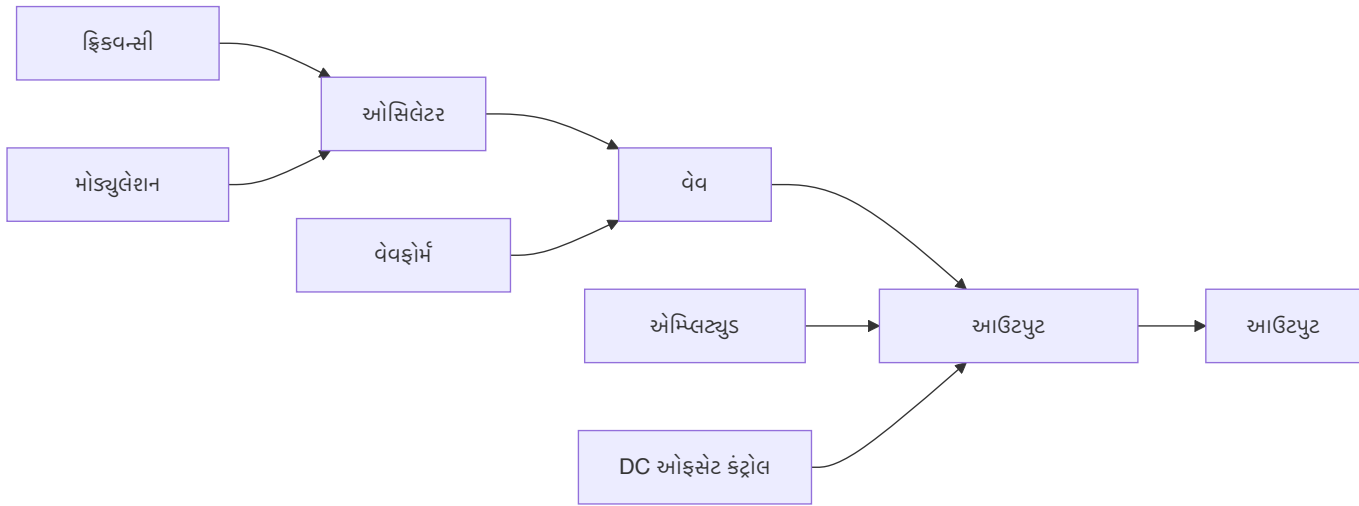 ફ્રિકવન્સી
ઓસિલેટર
મોડ્યુલેશન
વેવ
વેવફોર્મ
એમ્પ્લિટ્યુડ
આઉટપુટ
આઉટપુટ
DC ઓફસેટ કંટ્રોલ